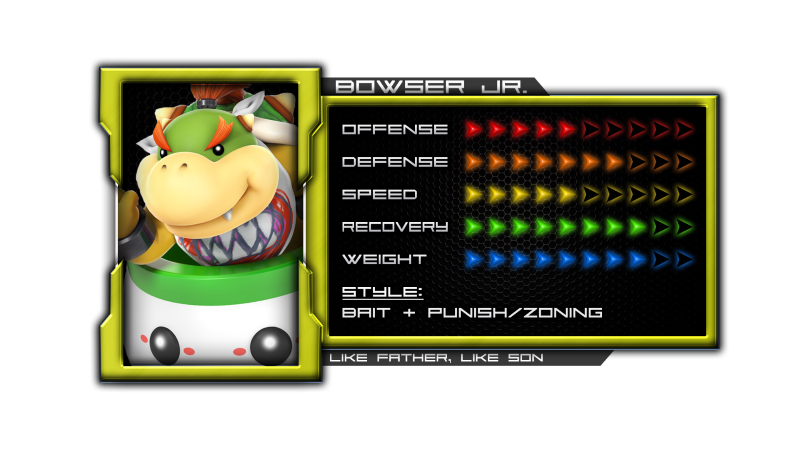 BOWSER JR.
OFFENSE
DEFENSE
SPEED
RECOVERY
WEIGHT
STYLE:
BAIT + PUNISH/ZONING
LIKE FATHER, LIKE SON